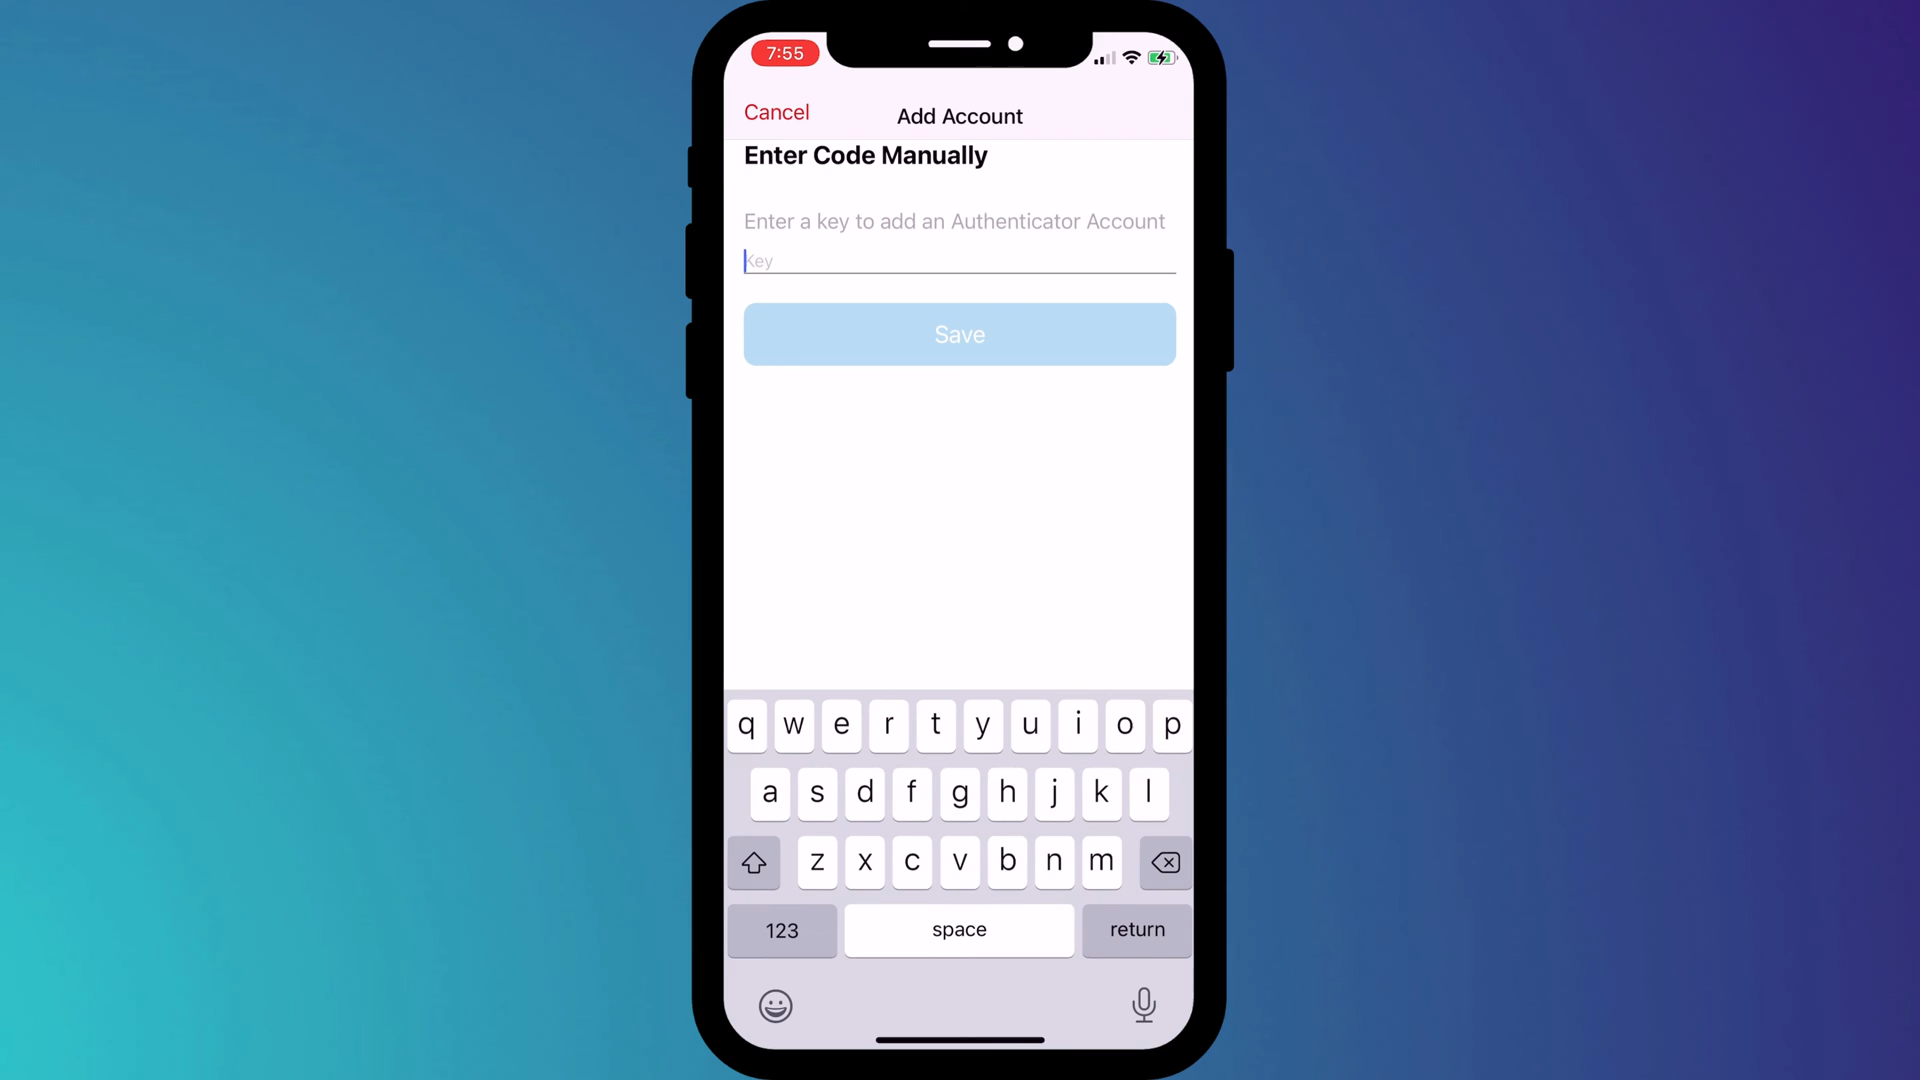 7:55
Cancel
Add Account
Enter Code Manually
Enter a key to add an Authenticator Account
Key
Save
q w e r t y u i o p
a s d f g h j k l
z x c v b n m
123 space return